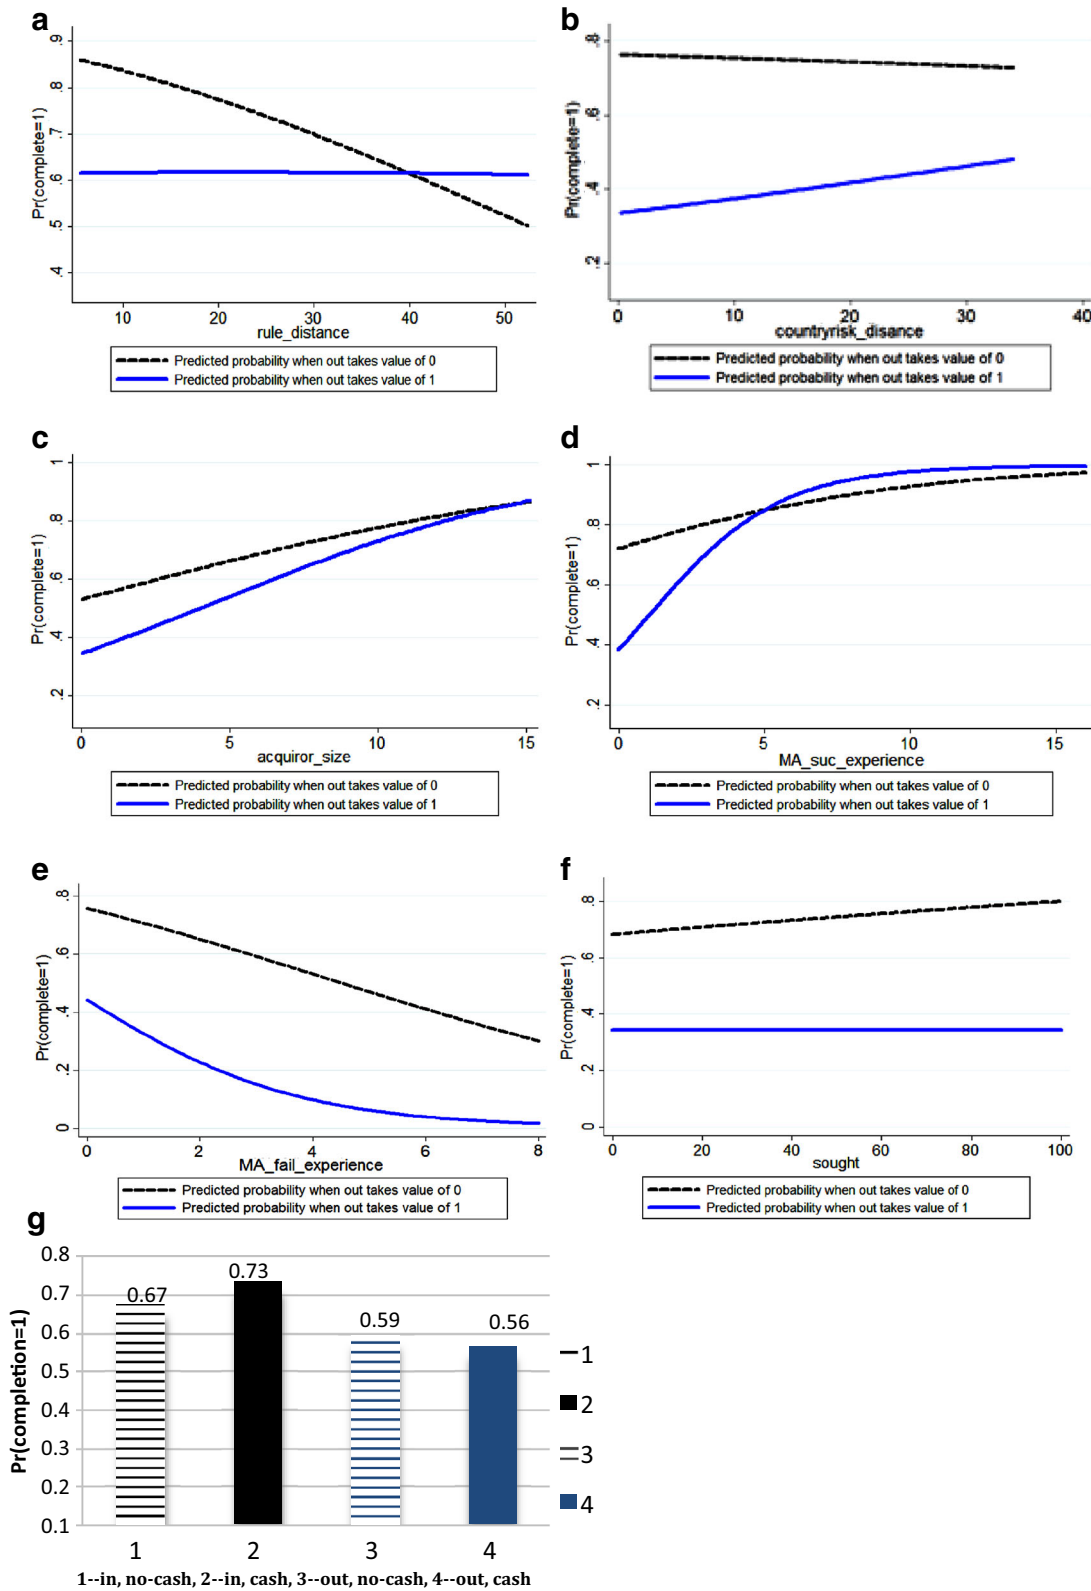 a
Pr(complete=1)
.9
.8
.7
.6
.5
.4
10 20 30 40 50
rule_distance
Predicted probability when out takes value of 0
Predicted probability when out takes value of 1
b
Pr(complete=1)
.8
.6
.4
.2
0 10 20 30 40
countryrisk_disance
Predicted probability when out takes value of 0
Predicted probability when out takes value of 1
c
Pr(complete=1)
1
.8
.6
.4
.2
0 5 10 15
acquiror_size
Predicted probability when out takes value of 0
Predicted probability when out takes value of 1
d
Pr(complete=1)
1
.8
.6
.4
.2
0 5 10 15
MA_suc_experience
Predicted probability when out takes value of 0
Predicted probability when out takes value of 1
e
Pr(complete=1)
.8
.6
.4
.2
0
0 2 4 6 8
MA_fail_experience
Predicted probability when out takes value of 0
Predicted probability when out takes value of 1
f
Pr(complete=1)
.8
.6
.4
.2
0
0 20 40 60 80 100
sought
Predicted probability when out takes value of 0
Predicted probability when out takes value of 1
g
Pr(completion=1)
0.8
0.7
0.6
0.5
0.4
0.3
0.2
0.1
0.67
0.73
0.59
0.56
1 2 3 4
1
2
3
4
1--in, no-cash, 2--in, cash, 3--out, no-cash, 4--out, cash